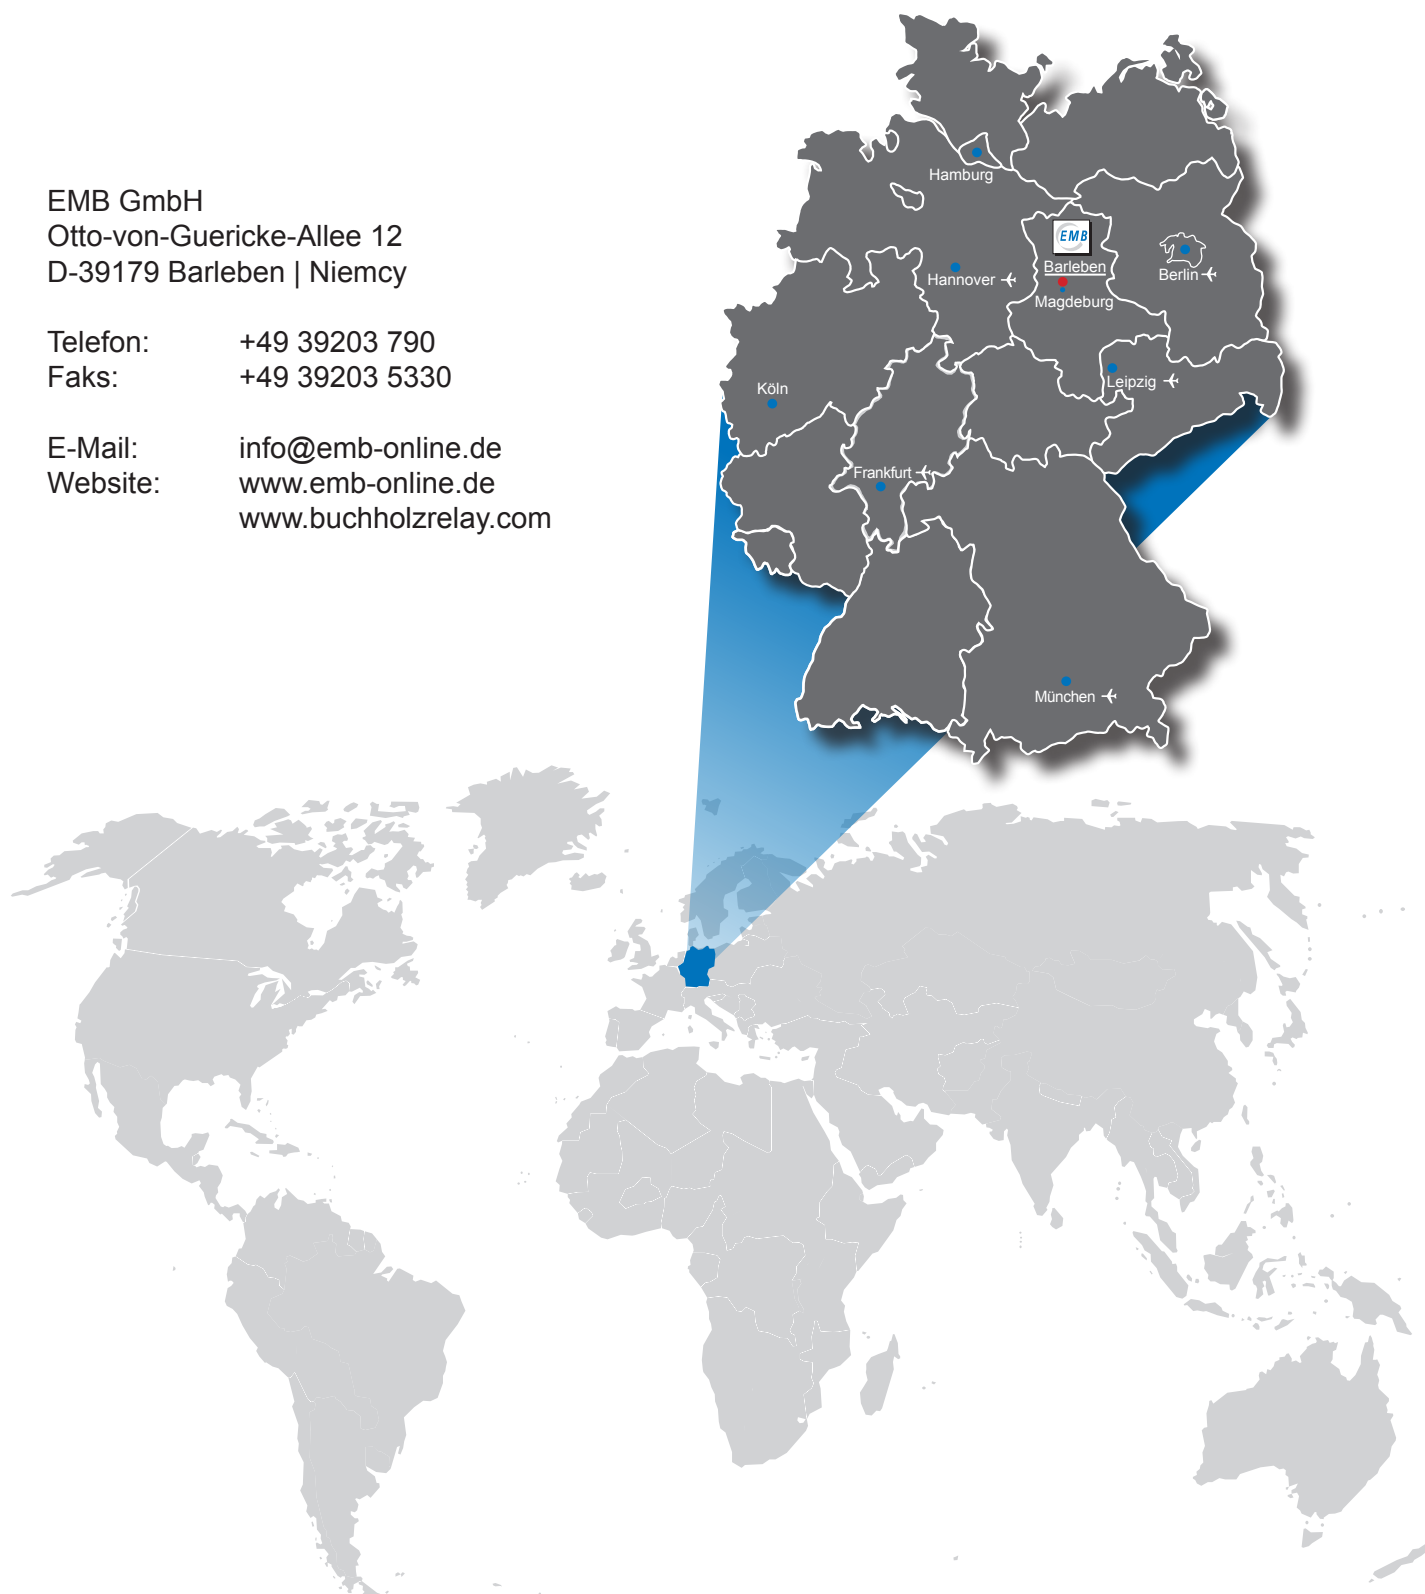 EMB GmbH
Otto-von-Guericke-Allee 12
D-39179 Barleben | Niemcy
Telefon: +49 39203 790
Faks: +49 39203 5330
E-Mail: info@emb-online.de
Website: www.emb-online.de
www.buchholzrelay.com
Hamburg
EMB
Barleben
Hannover
Berlin
Magdeburg
Leipzig
Köln
Frankfurt
München